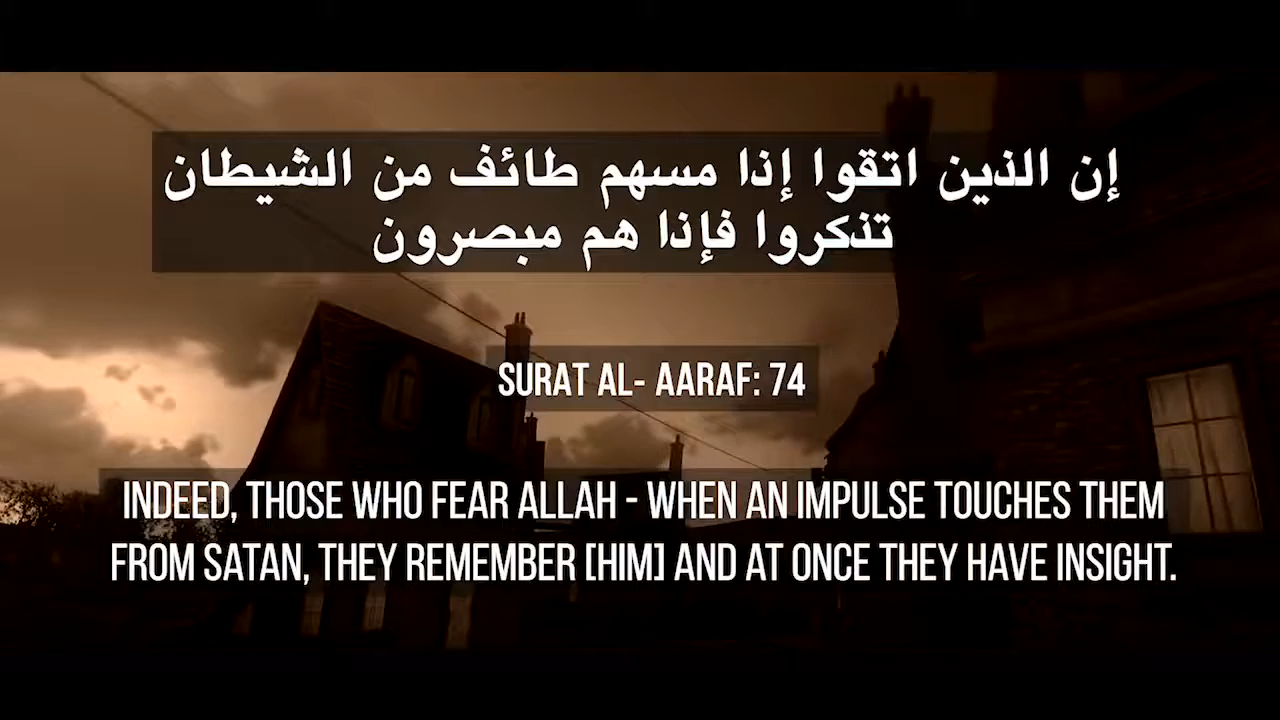 إن الذين اتقوا إذا مسهم طائف من الشيطان
تذكروا فإذا هم مبصرون
SURAT AL- AARAF: 74
INDEED, THOSE WHO FEAR ALLAH - WHEN AN IMPULSE TOUCHES THEM
FROM SATAN, THEY REMEMBER [HIM] AND AT ONCE THEY HAVE INSIGHT.